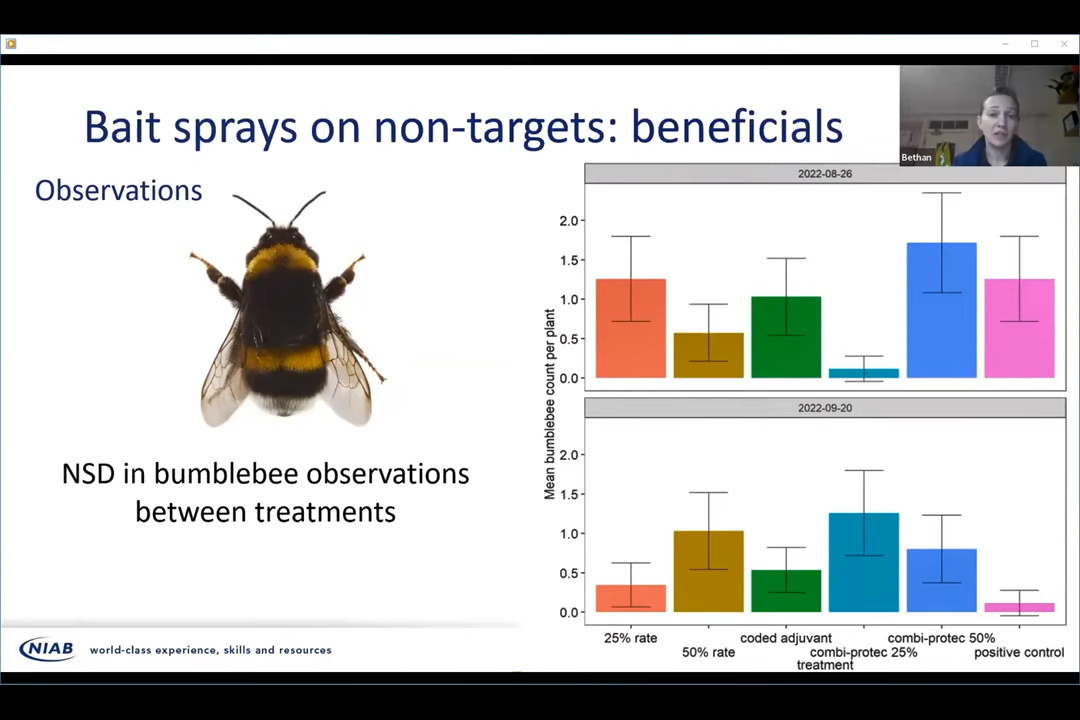 Bait sprays on non-targets: beneficials
Bethan
Observations
NSD in bumblebee observations
between treatments
2022-08-26
2.0
1.5
1.0
0.5
0.0
Mean bumblebee count per plant
2022-09-20
2.0
1.5
1.0
0.5
0.0
25% rate
50% rate
coded adjuvant
combi-protec 25%
combi-protec 50%
positive control
treatment
NIAB
world-class experience, skills and resources